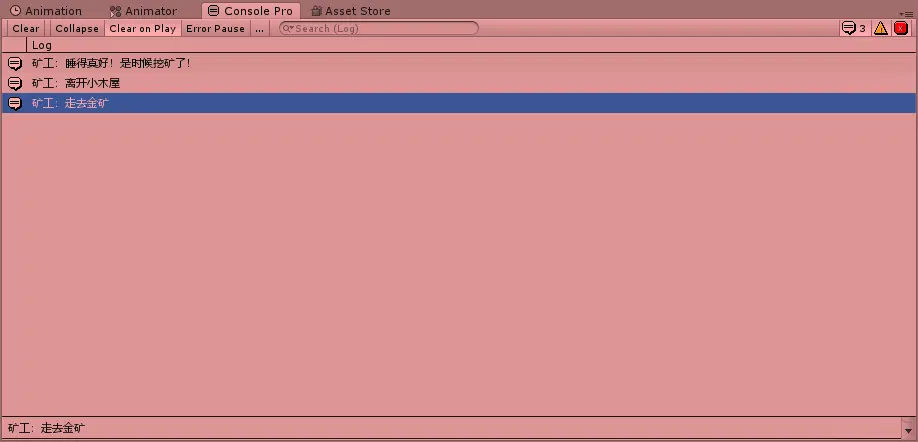 Animation Animator Console Pro Asset Store
Clear Collapse Clear on Play Error Pause ... Search (Log) 3
Log
矿工：睡得真好！是时候挖矿了！
矿工：离开小木屋
矿工：走去金矿
矿工：走去金矿